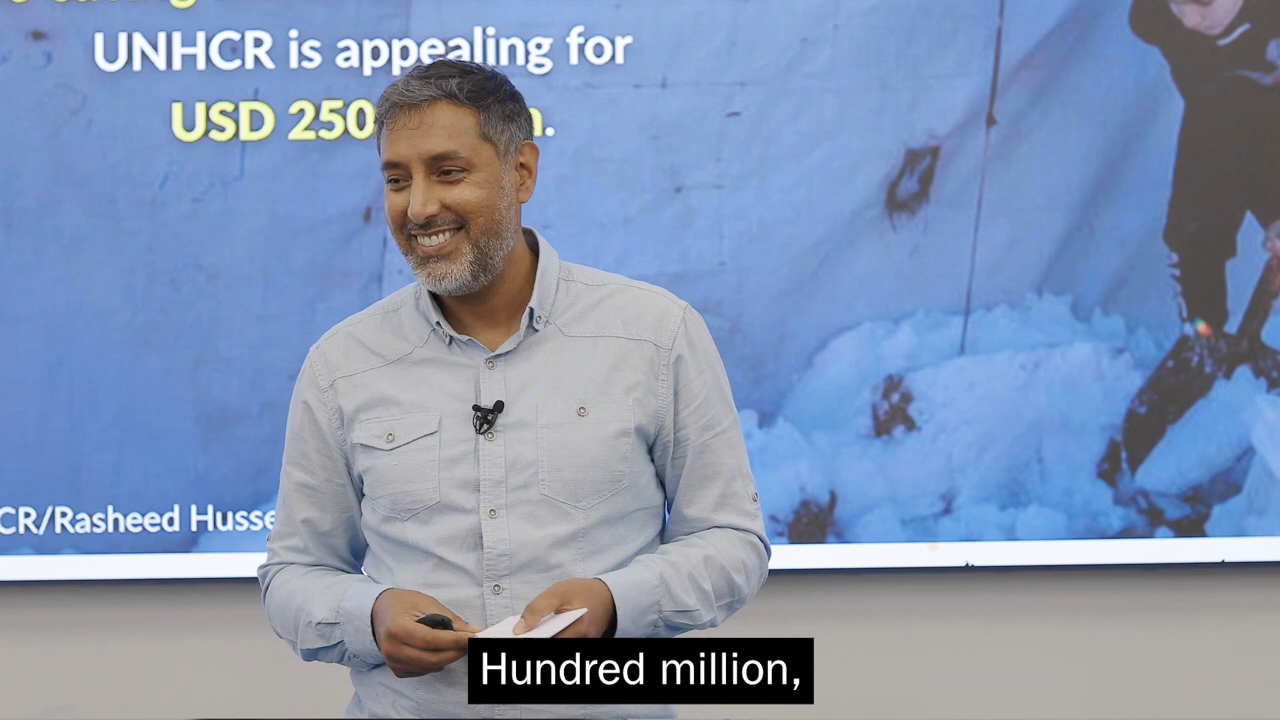 UNHCR is appealing for
USD 250
CR/Rasheed Husse
Hundred million,